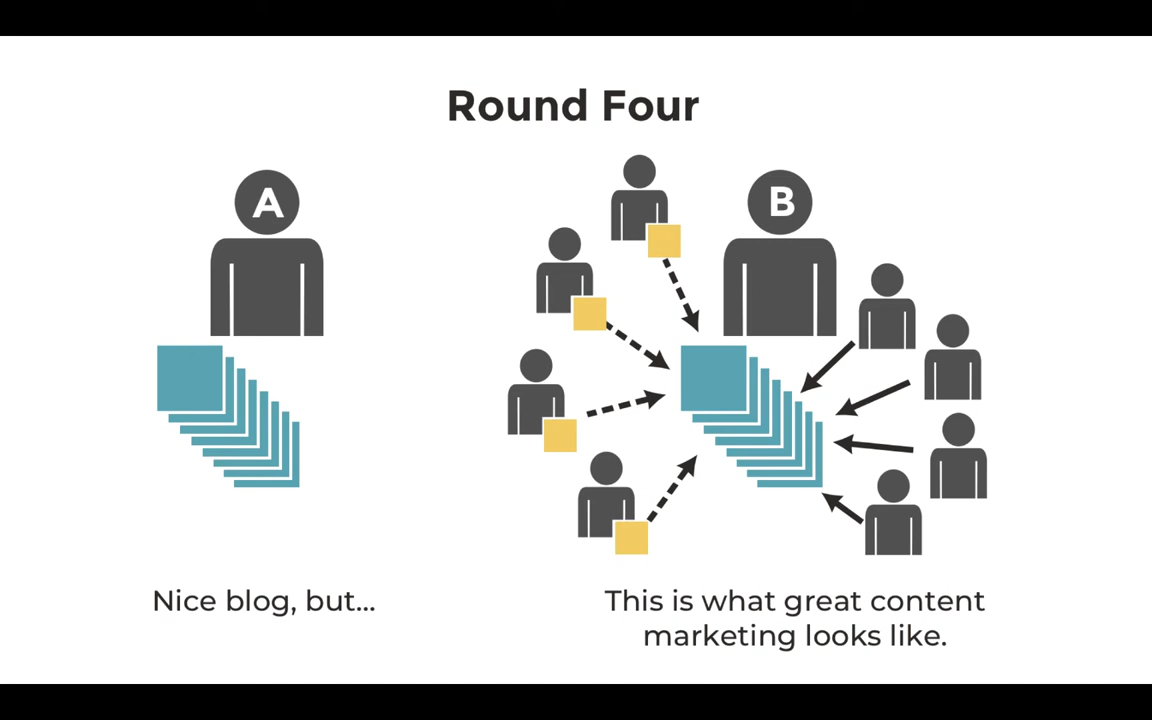 Round Four
A
B
Nice blog, but...
This is what great content
marketing looks like.